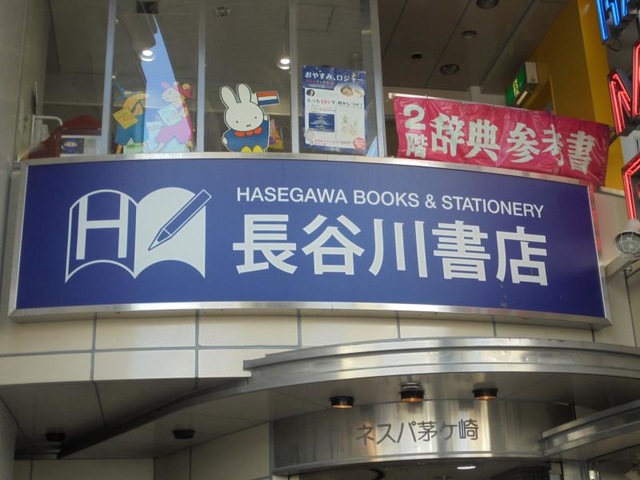 おやすみ、ロジャー
2階 辞典 参考書
H
HASEGAWA BOOKS & STATIONERY
長谷川書店
ネスパ茅ヶ崎